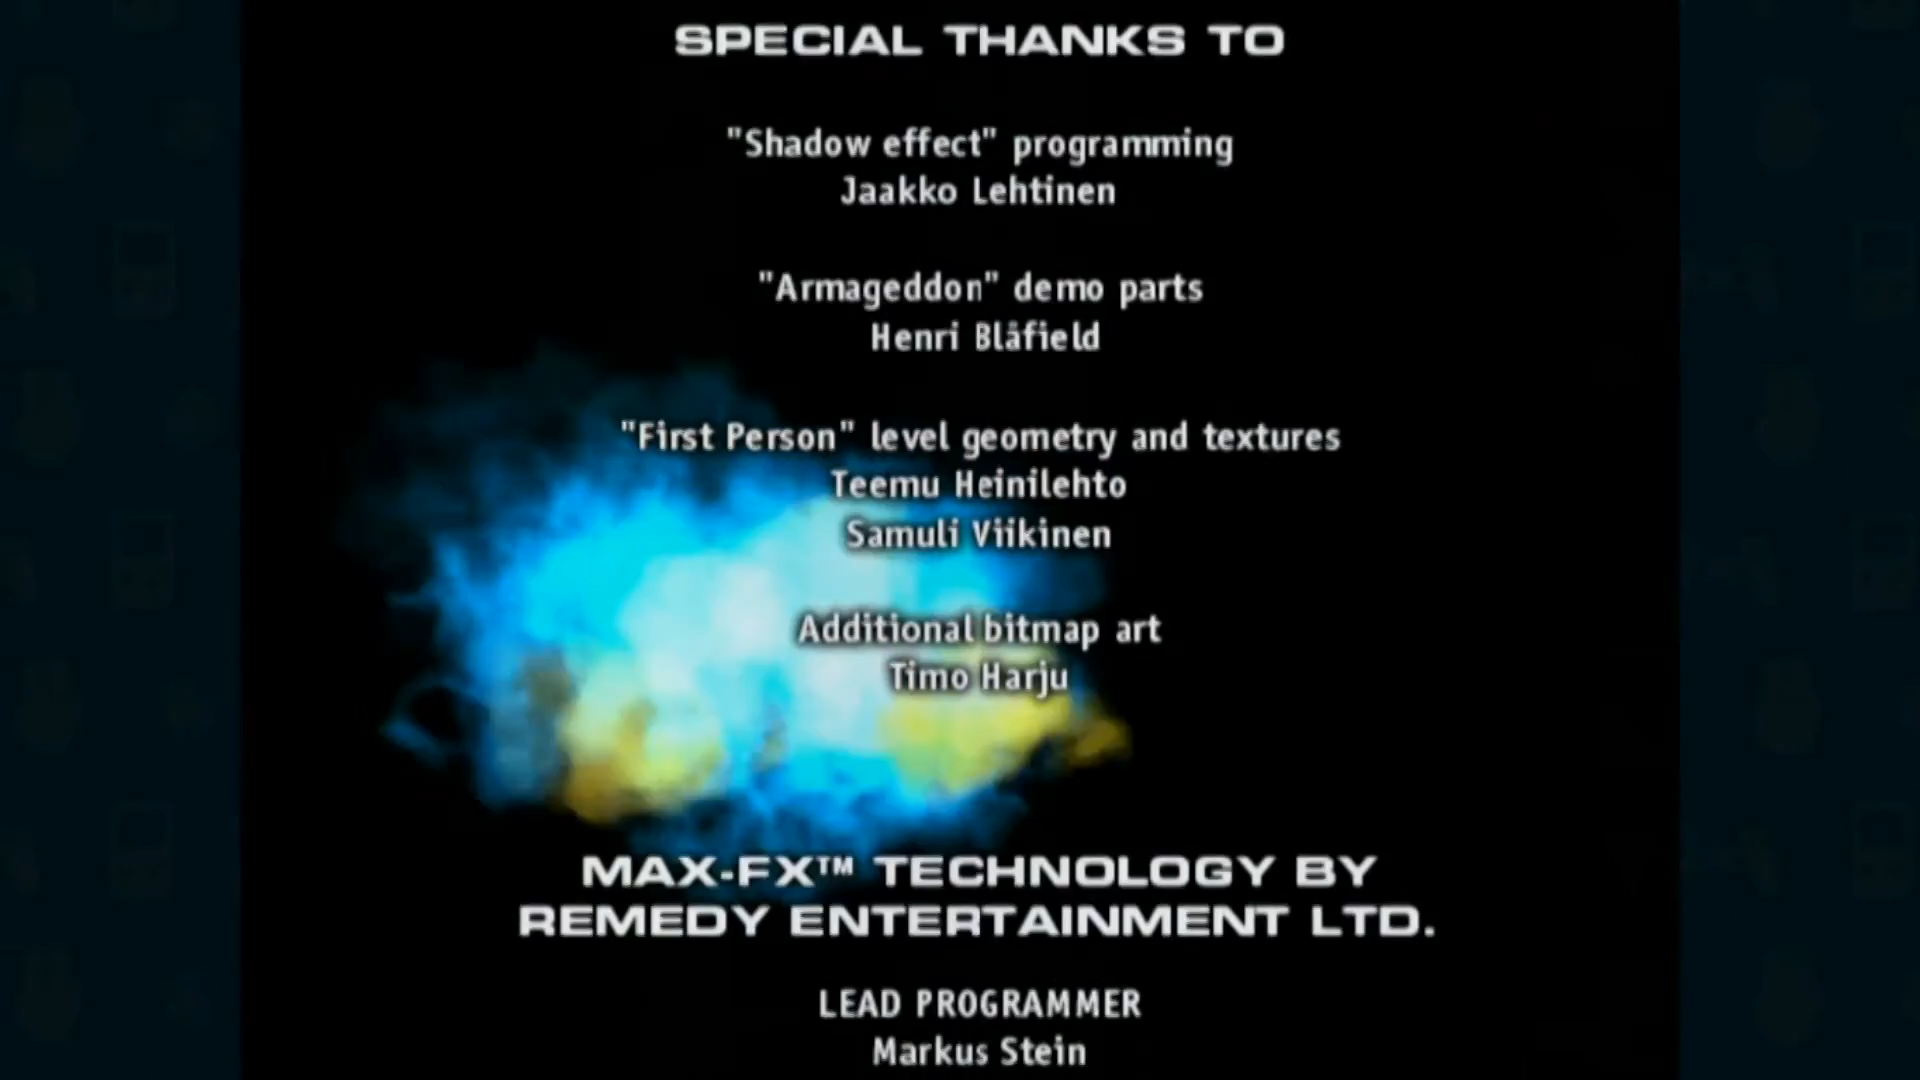 SPECIAL THANKS TO
"Shadow effect" programming
Jaakko Lehtinen
"Armageddon" demo parts
Henri Blåfield
"First Person" level geometry and textures
Teemu Heinilehto
Samuli Viikinen
Additional bitmap art
Timo Harju
MAX-FX™ TECHNOLOGY BY
REMEDY ENTERTAINMENT LTD.
LEAD PROGRAMMER
Markus Stein